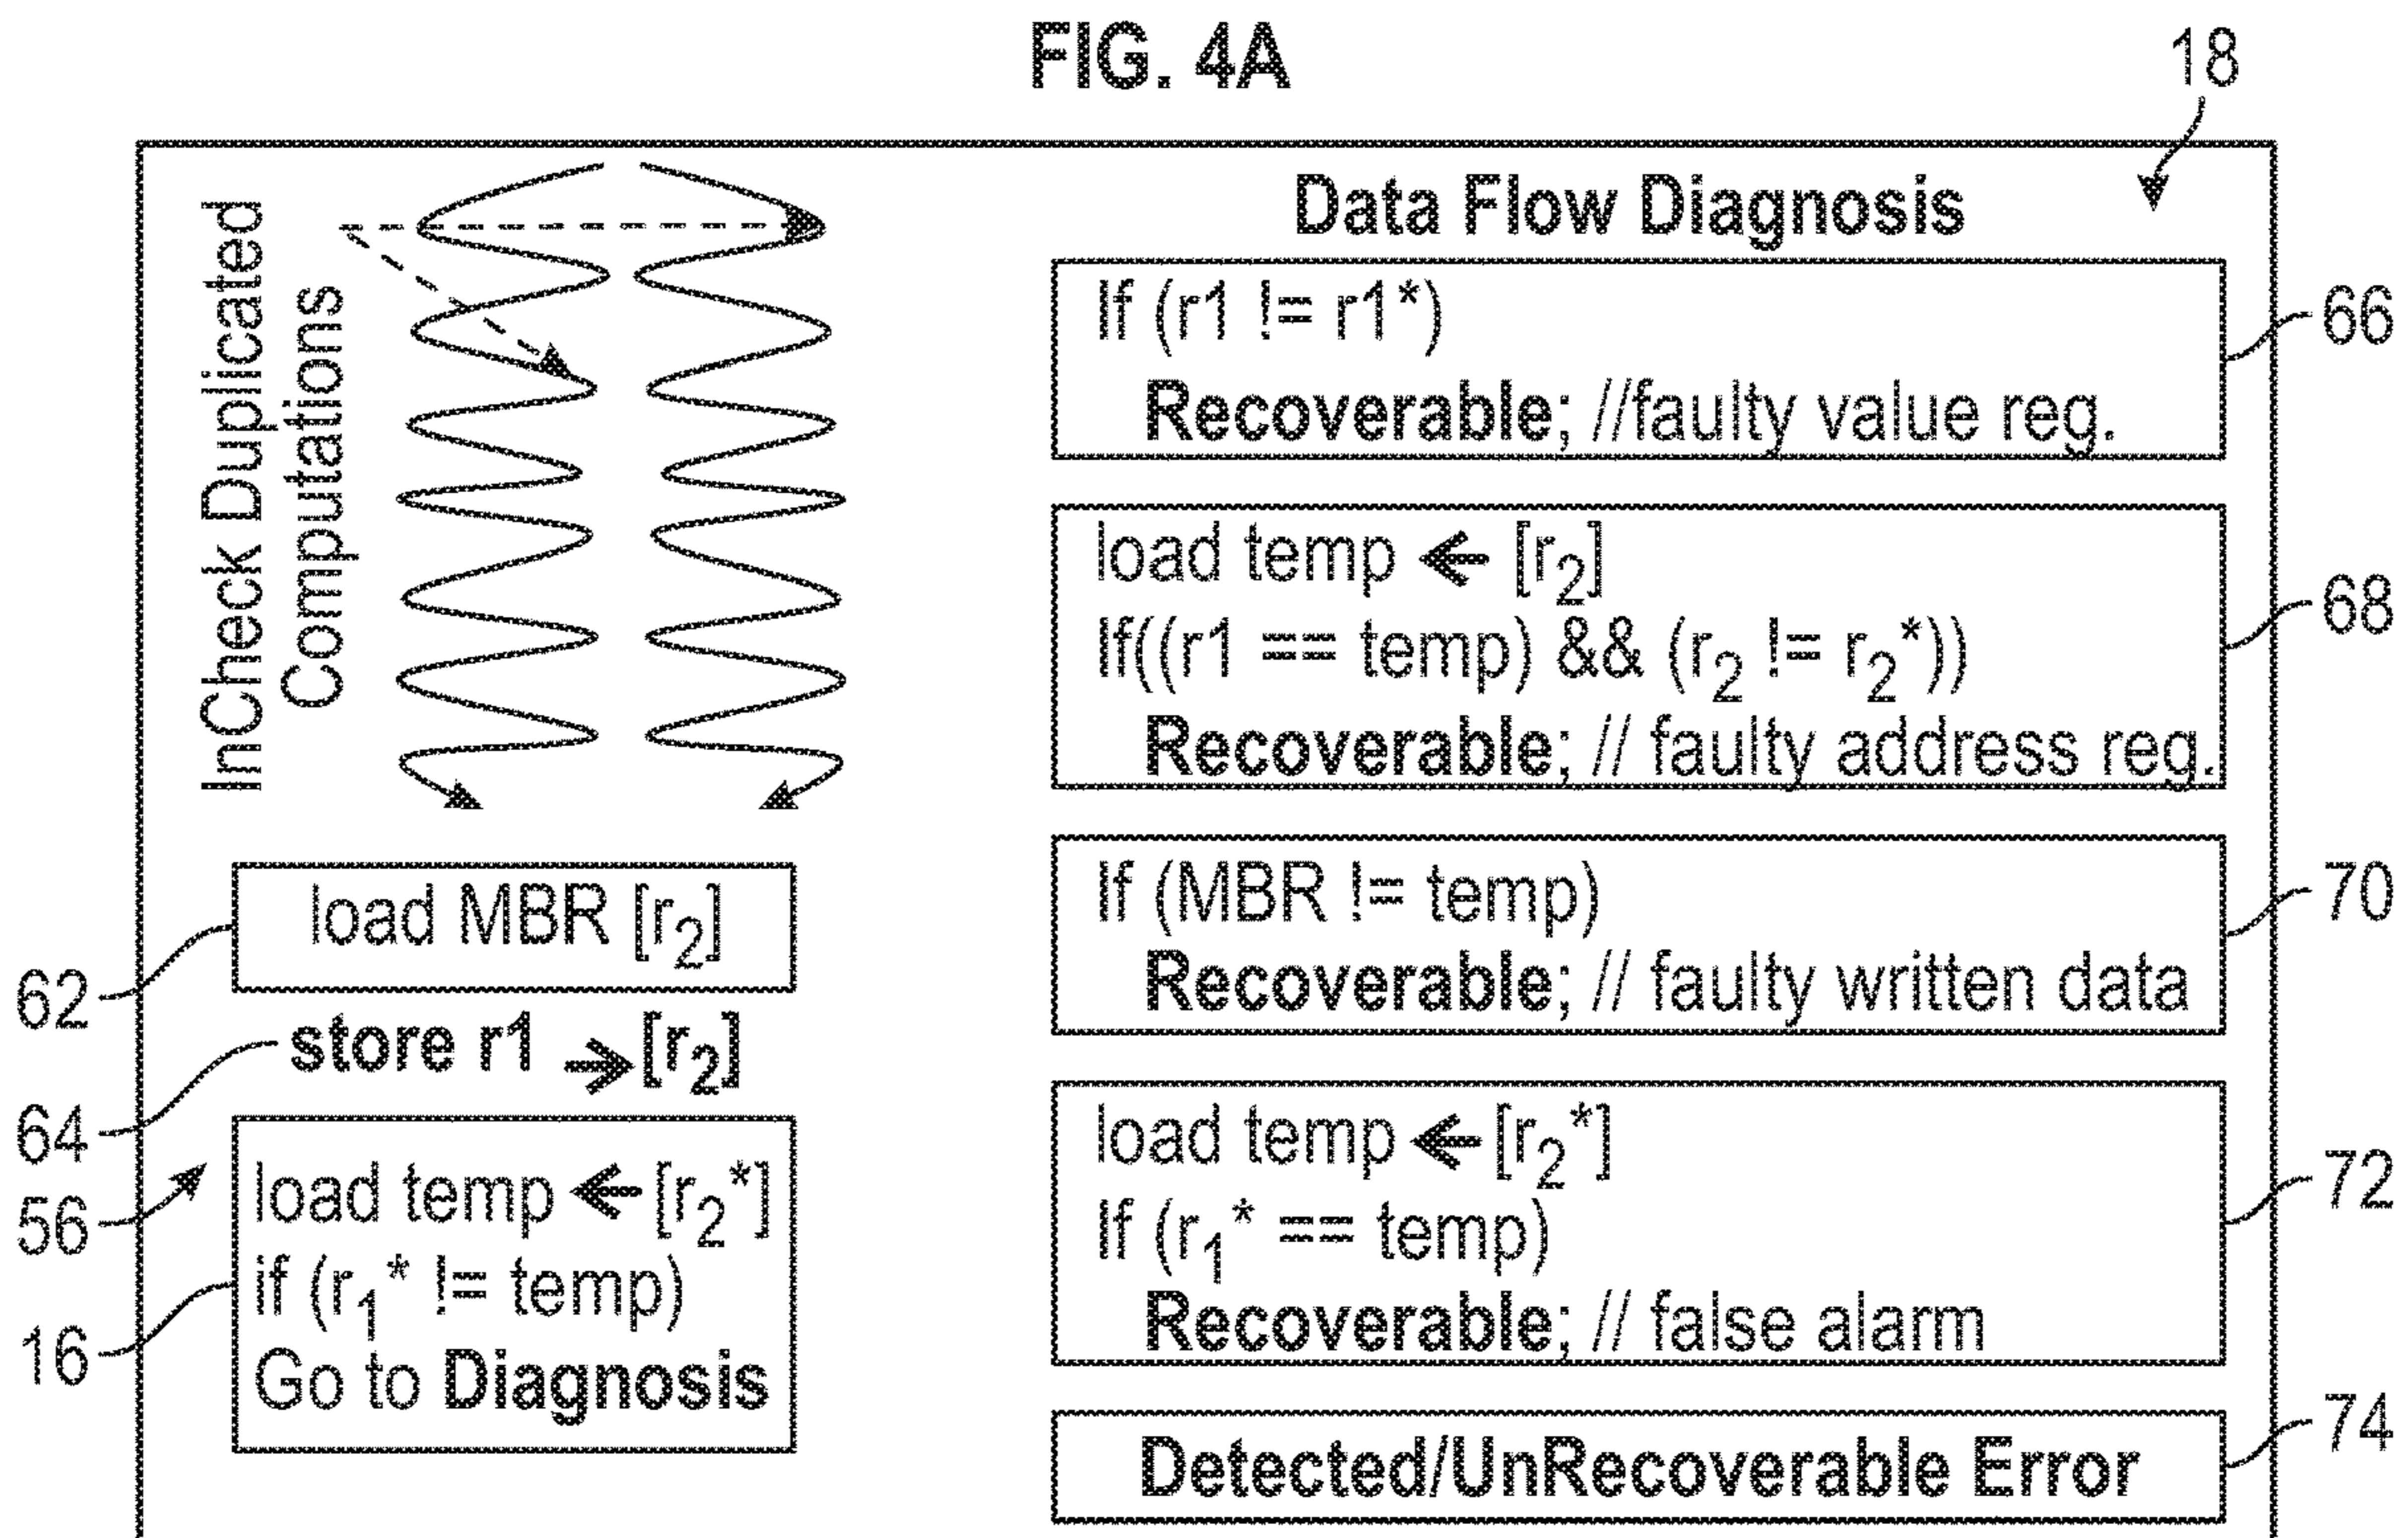 FIG. 4A
18
InCheck Duplicated
Computations
load MBR [r2]
62
store r1 → [r2]
64
56
load temp ← [r2*]
if (r1* != temp)
Go to Diagnosis
16
Data Flow Diagnosis
If (r1 != r1*)
Recoverable; //faulty value reg.
66
load temp ← [r2]
If((r1 == temp) && (r2 != r2*))
Recoverable; // faulty address reg.
68
If (MBR != temp)
Recoverable; // faulty written data
70
load temp ← [r2*]
If (r1* == temp)
Recoverable; // false alarm
72
Detected/UnRecoverable Error
74